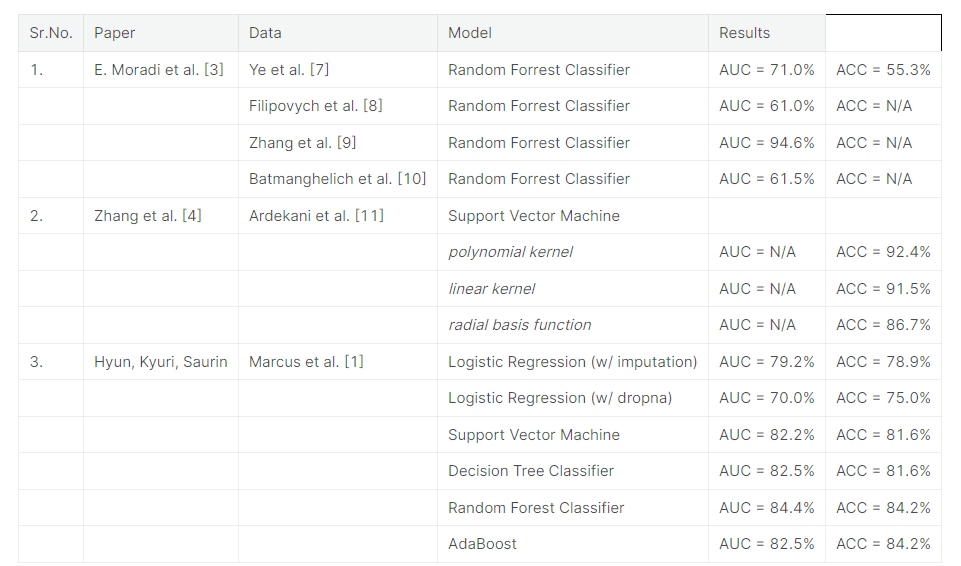 Sr.No. Paper Data Model Results
1. E. Moradi et al. [3] Ye et al. [7] Random Forrest Classifier AUC = 71.0% ACC = 55.3%
Filipovych et al. [8] Random Forrest Classifier AUC = 61.0% ACC = N/A
Zhang et al. [9] Random Forrest Classifier AUC = 94.6% ACC = N/A
Batmanghelich et al. [10] Random Forrest Classifier AUC = 61.5% ACC = N/A
2. Zhang et al. [4] Ardekani et al. [11] Support Vector Machine
polynomial kernel AUC = N/A ACC = 92.4%
linear kernel AUC = N/A ACC = 91.5%
radial basis function AUC = N/A ACC = 86.7%
3. Hyun, Kyuri, Saurin Marcus et al. [1] Logistic Regression (w/ imputation) AUC = 79.2% ACC = 78.9%
Logistic Regression (w/ dropna) AUC = 70.0% ACC = 75.0%
Support Vector Machine AUC = 82.2% ACC = 81.6%
Decision Tree Classifier AUC = 82.5% ACC = 81.6%
Random Forest Classifier AUC = 84.4% ACC = 84.2%
AdaBoost AUC = 82.5% ACC = 84.2%